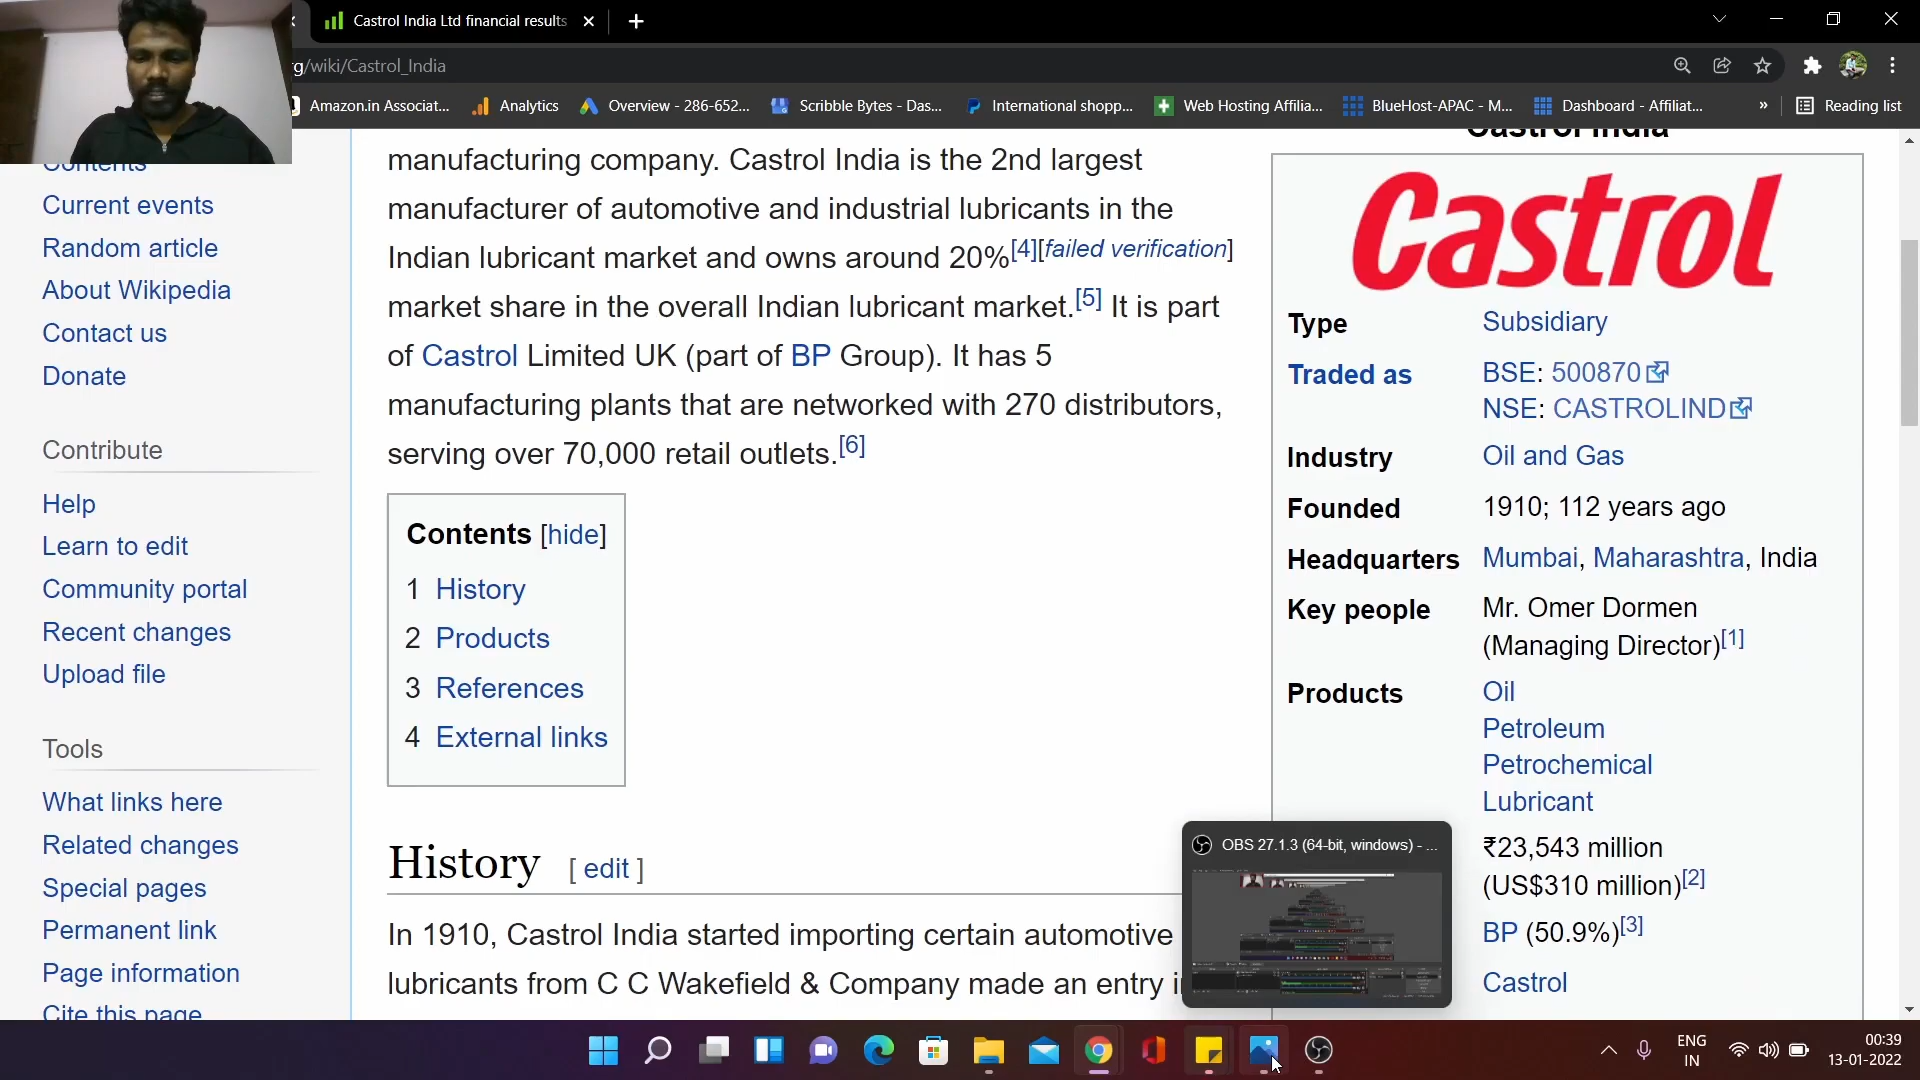 Castrol India Ltd financial results
rg/wiki/Castrol_India
Amazon.in Associat...
Analytics
Overview - 286-652...
Scribble Bytes - Das...
International shopp...
Web Hosting Affilia...
BlueHost-APAC - M...
Dashboard - Affiliat...
»
Reading list
Contents
Current events
Random article
About Wikipedia
Contact us
Donate
Contribute
Help
Learn to edit
Community portal
Recent changes
Upload file
Tools
What links here
Related changes
Special pages
Permanent link
Page information
Cite this page
manufacturing company. Castrol India is the 2nd largest
manufacturer of automotive and industrial lubricants in the
Indian lubricant market and owns around 20%[4][failed verification]
market share in the overall Indian lubricant market.[5] It is part
of Castrol Limited UK (part of BP Group). It has 5
manufacturing plants that are networked with 270 distributors,
serving over 70,000 retail outlets.[6]
Contents [hide]
1 History
2 Products
3 References
4 External links
History [ edit ]
In 1910, Castrol India started importing certain automotive
lubricants from C C Wakefield & Company made an entry i
Castrol India
Castrol
Type Subsidiary
Traded as BSE: 500870
NSE: CASTROLIND
Industry Oil and Gas
Founded 1910; 112 years ago
Headquarters Mumbai, Maharashtra, India
Key people Mr. Omer Dormen
(Managing Director)[1]
Products Oil
Petroleum
Petrochemical
Lubricant
₹23,543 million
(US$310 million)[2]
BP (50.9%)[3]
Castrol
OBS 27.1.3 (64-bit, windows) - ...
ENG
IN
00:39
13-01-2022